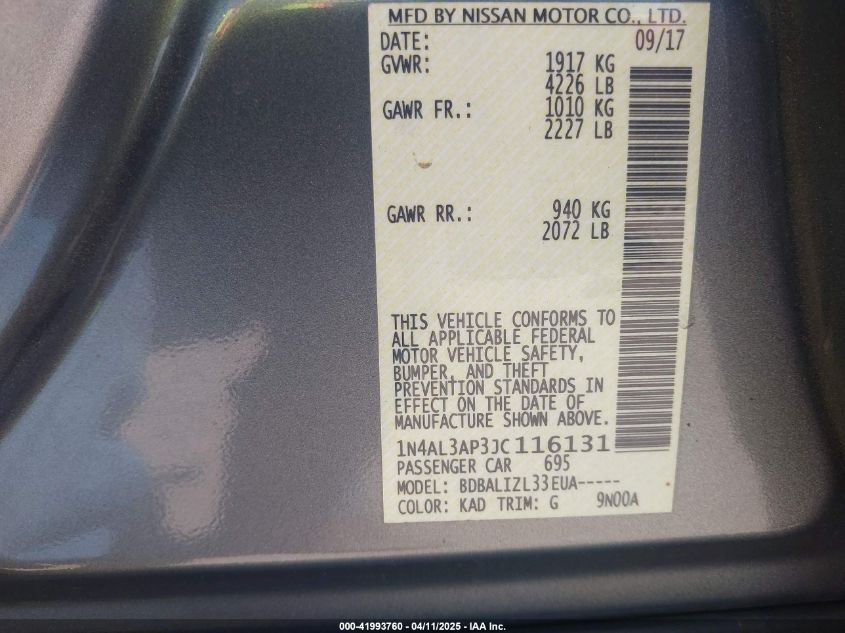 MFD BY NISSAN MOTOR CO., LTD.
DATE: 09/17
GVWR: 1917 KG
4226 LB
GAWR FR.: 1010 KG
2227 LB
GAWR RR.: 940 KG
2072 LB
THIS VEHICLE CONFORMS TO
ALL APPLICABLE FEDERAL
MOTOR VEHICLE SAFETY,
BUMPER, AND THEFT
PREVENTION STANDARDS IN
EFFECT ON THE DATE OF
MANUFACTURE SHOWN ABOVE.
1N4AL3AP3JC116131
PASSENGER CAR 695
MODEL: BDBALIZL33EUA-----
COLOR: KAD TRIM: G 9N00A
000-41993760 - 04/11/2025 - IAA Inc.